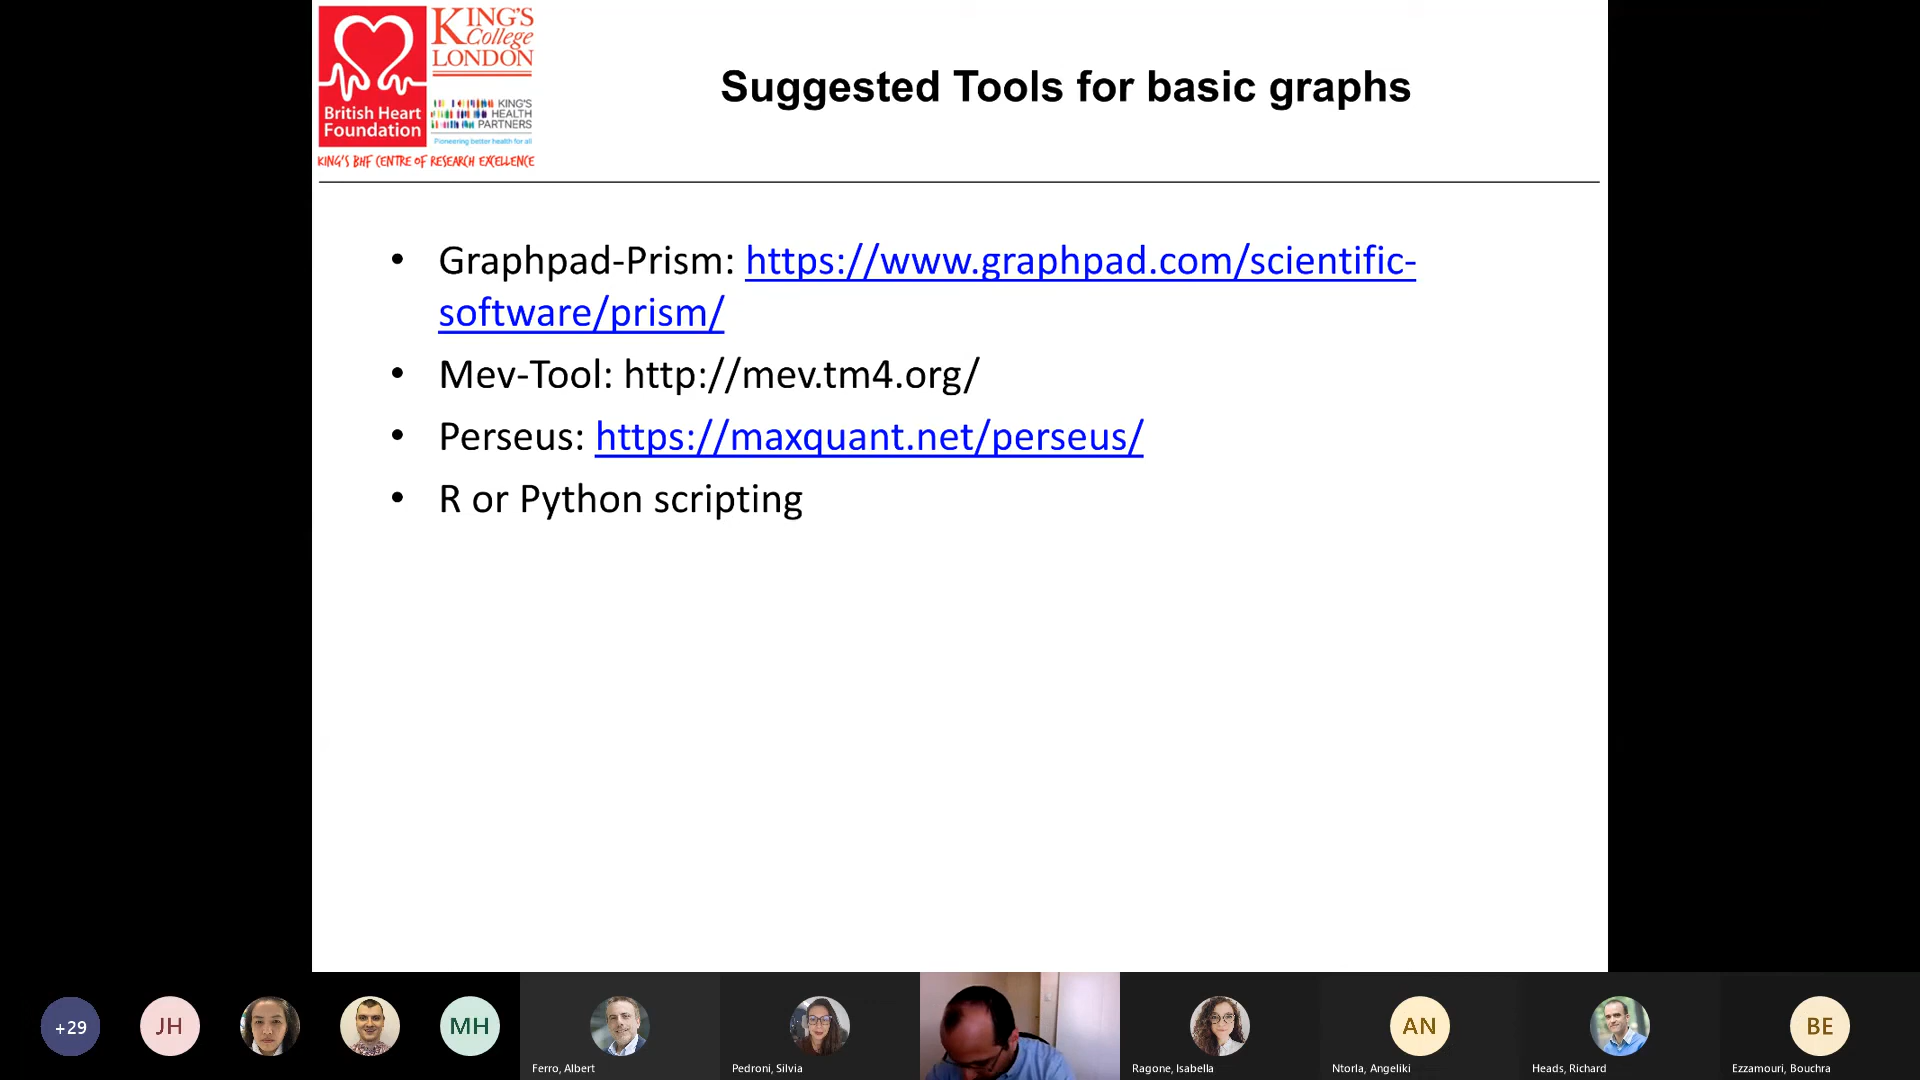 British Heart
Foundation
KING'S
College
LONDON
KING'S
HEALTH
PARTNERS
Pioneering better health for all
KING'S BHF CENTRE OF RESEARCH EXCELLENCE
Suggested Tools for basic graphs
• Graphpad-Prism: https://www.graphpad.com/scientific-
software/prism/
• Mev-Tool: http://mev.tm4.org/
• Perseus: https://maxquant.net/perseus/
• R or Python scripting
+29
JH
MH
Ferro, Albert
Pedroni, Silvia
Ragone, Isabella
AN
Ntorla, Angeliki
Heads, Richard
BE
Ezzamouri, Bouchra